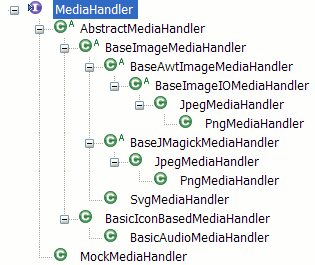 MediaHandler
AbstractMediaHandler
BaseImageMediaHandler
BaseAwtImageMediaHandler
BaseImageIOMediaHandler
JpegMediaHandler
PngMediaHandler
BaseJMagickMediaHandler
JpegMediaHandler
PngMediaHandler
SvgMediaHandler
BasicIconBasedMediaHandler
BasicAudioMediaHandler
MockMediaHandler